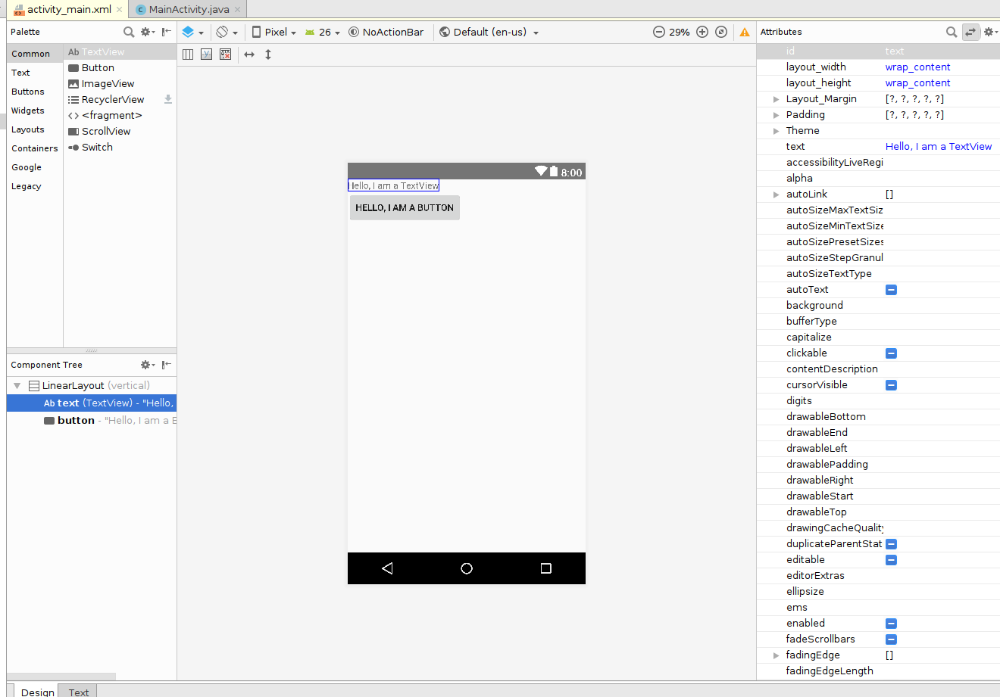 activity_main.xml
MainActivity.java
Palette
Pixel
26
NoActionBar
Default (en-us)
29%
Attributes
Common
Text
Buttons
Widgets
Layouts
Containers
Google
Legacy
Ab TextView
Button
ImageView
RecyclerView
<fragment>
ScrollView
Switch
Component Tree
LinearLayout (vertical)
Ab text (TextView) - "Hello,
button - "Hello, I am a B
8:00
Hello, I am a TextView
HELLO, I AM A BUTTON
id text
layout_width wrap_content
layout_height wrap_content
Layout_Margin [?, ?, ?, ?, ?]
Padding [?, ?, ?, ?, ?]
Theme
text Hello, I am a TextView
accessibilityLiveRegi
alpha
autoLink []
autoSizeMaxTextSiz
autoSizeMinTextSize
autoSizePresetSizes
autoSizeStepGranul
autoSizeTextType
autoText
background
bufferType
capitalize
clickable
contentDescription
cursorVisible
digits
drawableBottom
drawableEnd
drawableLeft
drawablePadding
drawableRight
drawableStart
drawableTop
drawingCacheQuality
duplicateParentStat
editable
editorExtras
ellipsize
ems
enabled
fadeScrollbars
fadingEdge []
fadingEdgeLength
Design
Text